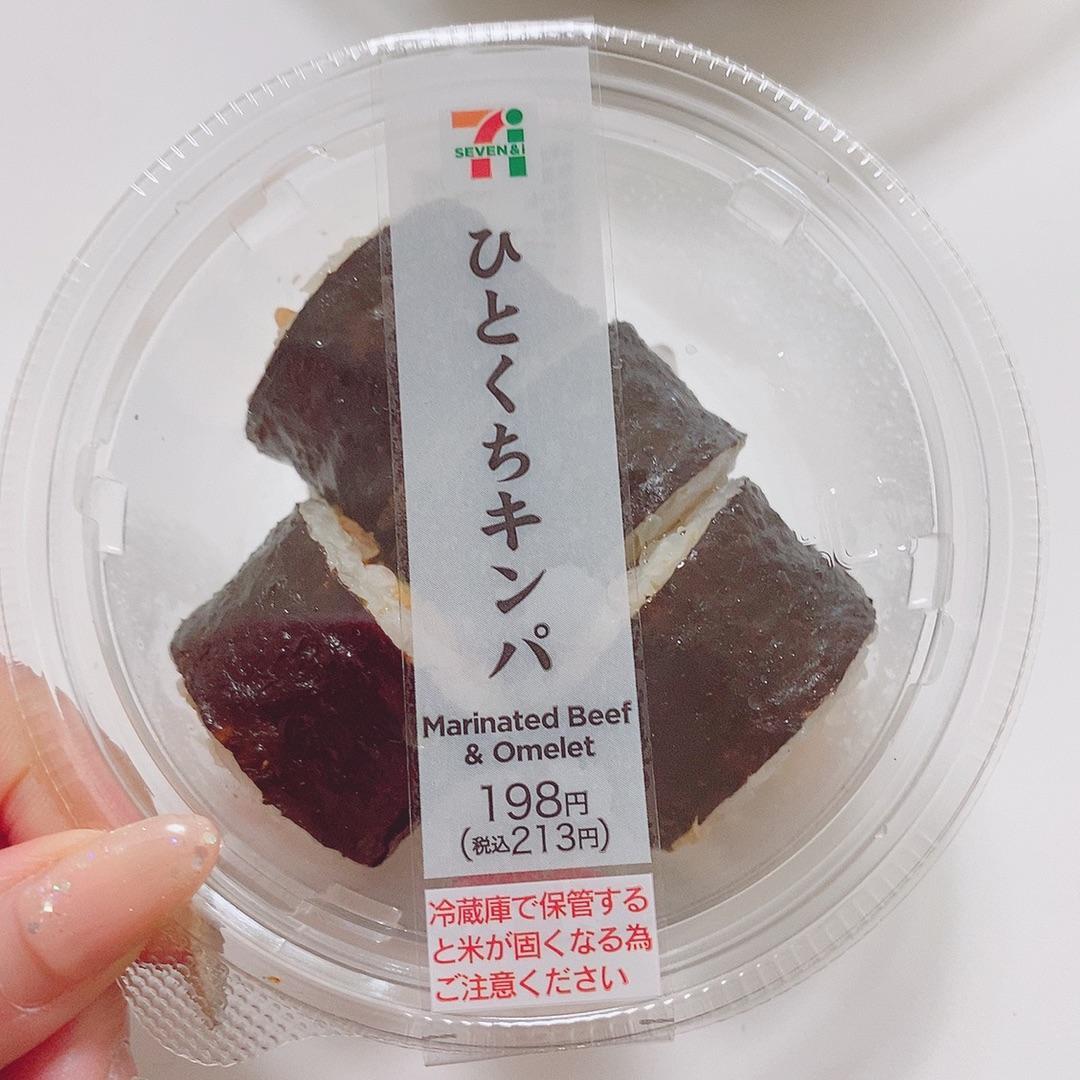 SEVEN&i
ひとくちキンパ
Marinated Beef
& Omelet
198円
(税込213円)
冷蔵庫で保管する
と米が固くなる為
ご注意ください